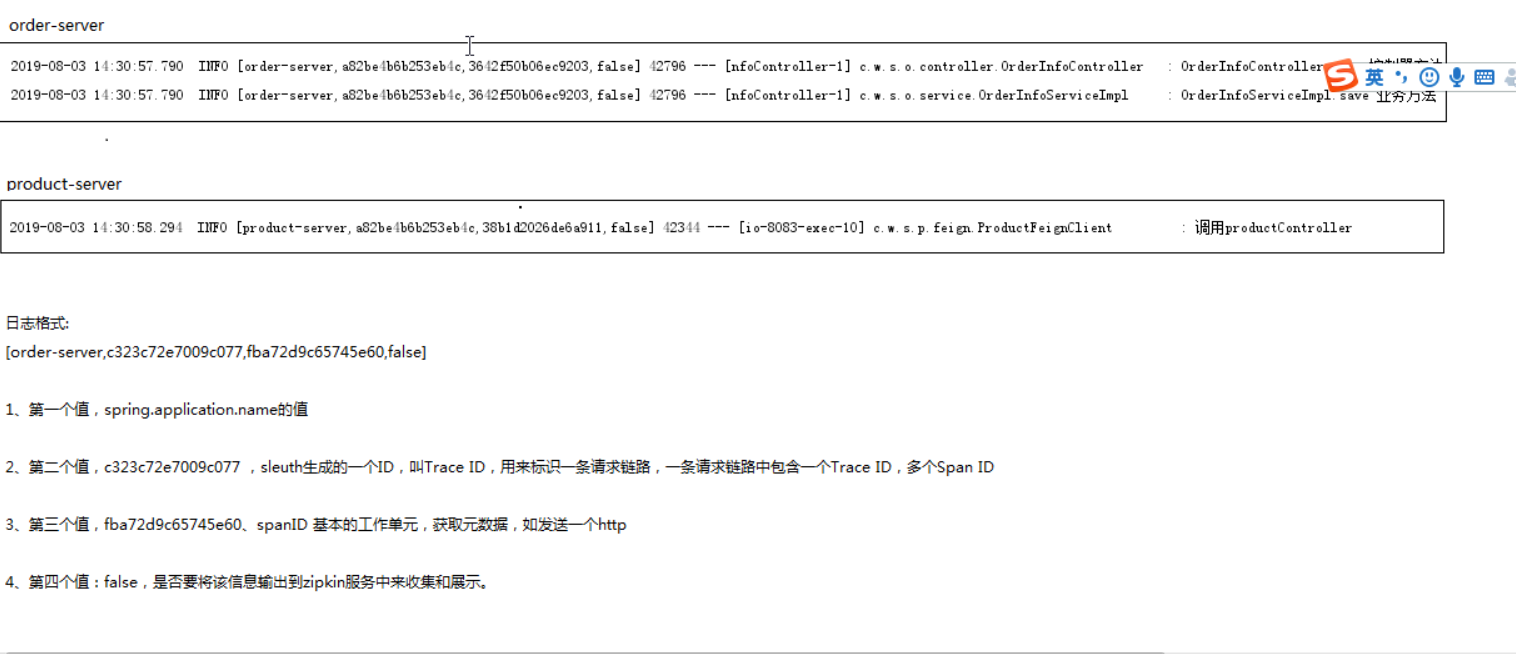 order-server
2019-08-03 14:30:57.790 INFO [order-server,a82be4b6b253eb4c,3642f50b06ec9203,false] 42796 --- [nfoController-1] c.w.s.o.controller.OrderInfoController : OrderInfoController
2019-08-03 14:30:57.790 INFO [order-server,a82be4b6b253eb4c,3642f50b06ec9203,false] 42796 --- [nfoController-1] c.w.s.o.service.OrderInfoServiceImpl : OrderInfoServiceImpl.save 业务方法
英
product-server
2019-08-03 14:30:58.294 INFO [product-server,a82be4b6b253eb4c,38b1d2026de6a911,false] 42344 --- [io-8083-exec-10] c.w.s.p.feign.ProductFeignClient : 调用productController
日志格式:
[order-server,c323c72e7009c077,fba72d9c65745e60,false]
1、第一个值，spring.application.name的值
2、第二个值，c323c72e7009c077 ，sleuth生成的一个ID，叫Trace ID，用来标识一条请求链路，一条请求链路中包含一个Trace ID，多个Span ID
3、第三个值，fba72d9c65745e60、spanID 基本的工作单元，获取元数据，如发送一个http
4、第四个值：false，是否要将该信息输出到zipkin服务中来收集和展示。